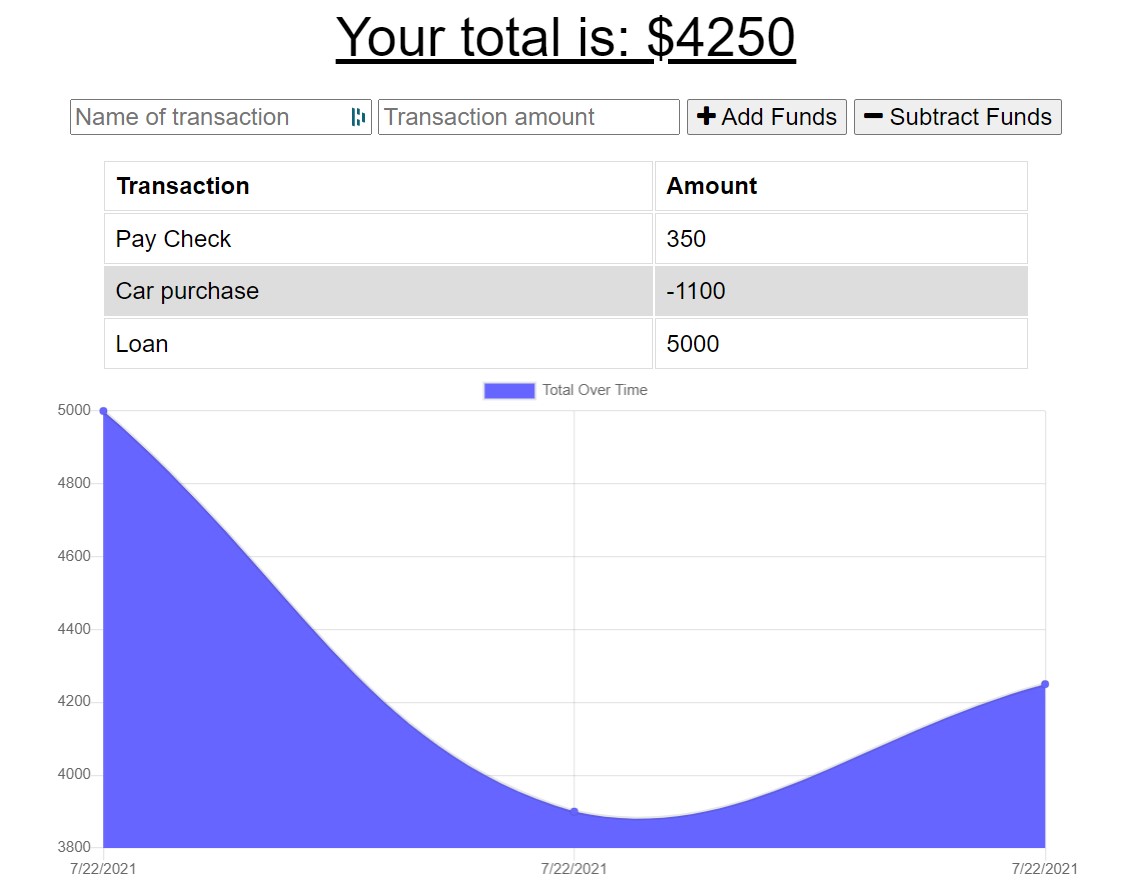 Your total is: $4250
Name of transaction Transaction amount Add Funds Subtract Funds
Transaction Amount
Pay Check 350
Car purchase -1100
Loan 5000
Total Over Time
5000
4800
4600
4400
4200
4000
3800
7/22/2021 7/22/2021 7/22/2021